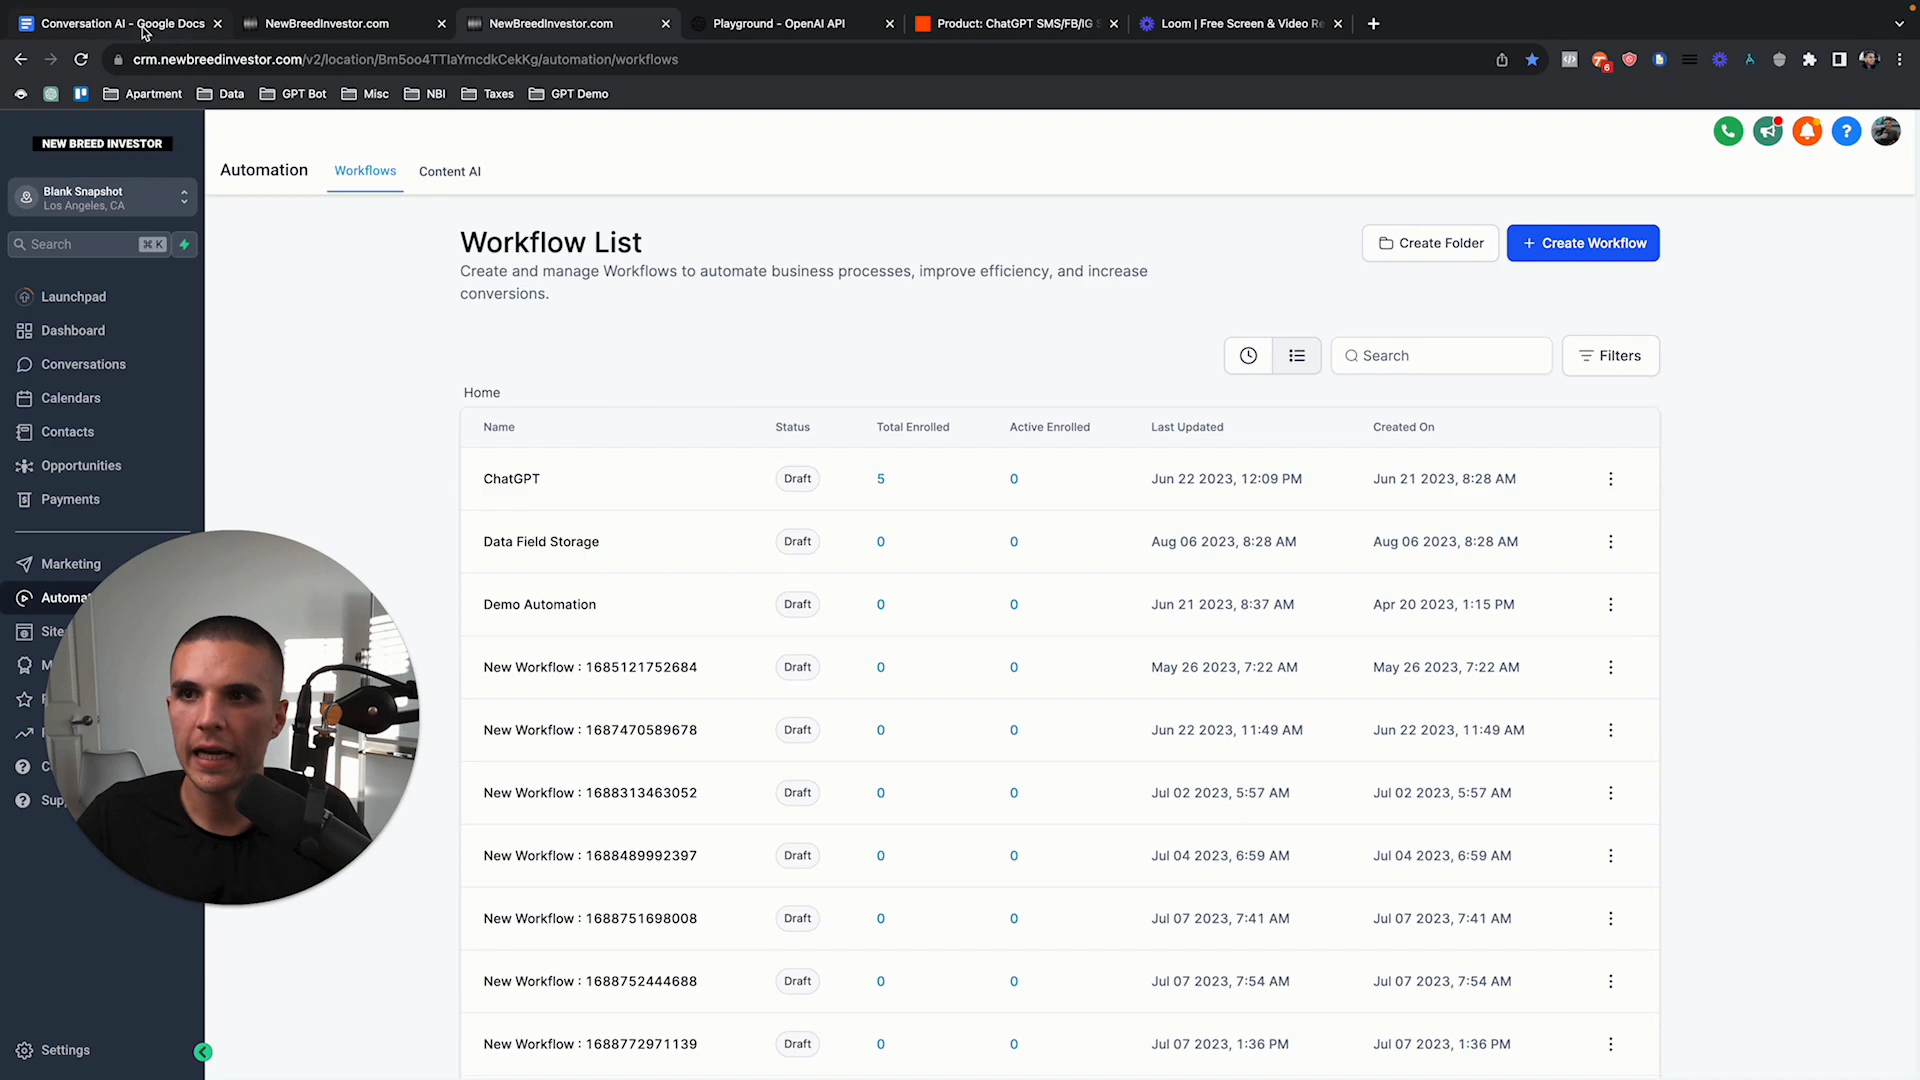 Conversation AI - Google Docs
NewBreedInvestor.com
NewBreedInvestor.com
Playground - OpenAI API
Product: ChatGPT SMS/FB/IG S
Loom | Free Screen & Video Re
crm.newbreedinvestor.com/v2/location/Bm5oo4TTIaYmcdkCekKg/automation/workflows
6
Apartment
Data
GPT Bot
Misc
NBI
Taxes
GPT Demo
NEW BREED INVESTOR
Blank Snapshot
Los Angeles, CA
Search
⌘ K
Launchpad
Dashboard
Conversations
Calendars
Contacts
Opportunities
Payments
Marketing
Automa
Site
M
Sup
Settings
Automation
Workflows
Content AI
Workflow List
Create and manage Workflows to automate business processes, improve efficiency, and increase
conversions.
Create Folder
+ Create Workflow
Search
Filters
Home
Name Status Total Enrolled Active Enrolled Last Updated Created On
ChatGPT Draft 5 0 Jun 22 2023, 12:09 PM Jun 21 2023, 8:28 AM
Data Field Storage Draft 0 0 Aug 06 2023, 8:28 AM Aug 06 2023, 8:28 AM
Demo Automation Draft 0 0 Jun 21 2023, 8:37 AM Apr 20 2023, 1:15 PM
New Workflow : 1685121752684 Draft 0 0 May 26 2023, 7:22 AM May 26 2023, 7:22 AM
New Workflow : 1687470589678 Draft 0 0 Jun 22 2023, 11:49 AM Jun 22 2023, 11:49 AM
New Workflow : 1688313463052 Draft 0 0 Jul 02 2023, 5:57 AM Jul 02 2023, 5:57 AM
New Workflow : 1688489992397 Draft 0 0 Jul 04 2023, 6:59 AM Jul 04 2023, 6:59 AM
New Workflow : 1688751698008 Draft 0 0 Jul 07 2023, 7:41 AM Jul 07 2023, 7:41 AM
New Workflow : 1688752444688 Draft 0 0 Jul 07 2023, 7:54 AM Jul 07 2023, 7:54 AM
New Workflow : 1688772971139 Draft 0 0 Jul 07 2023, 1:36 PM Jul 07 2023, 1:36 PM